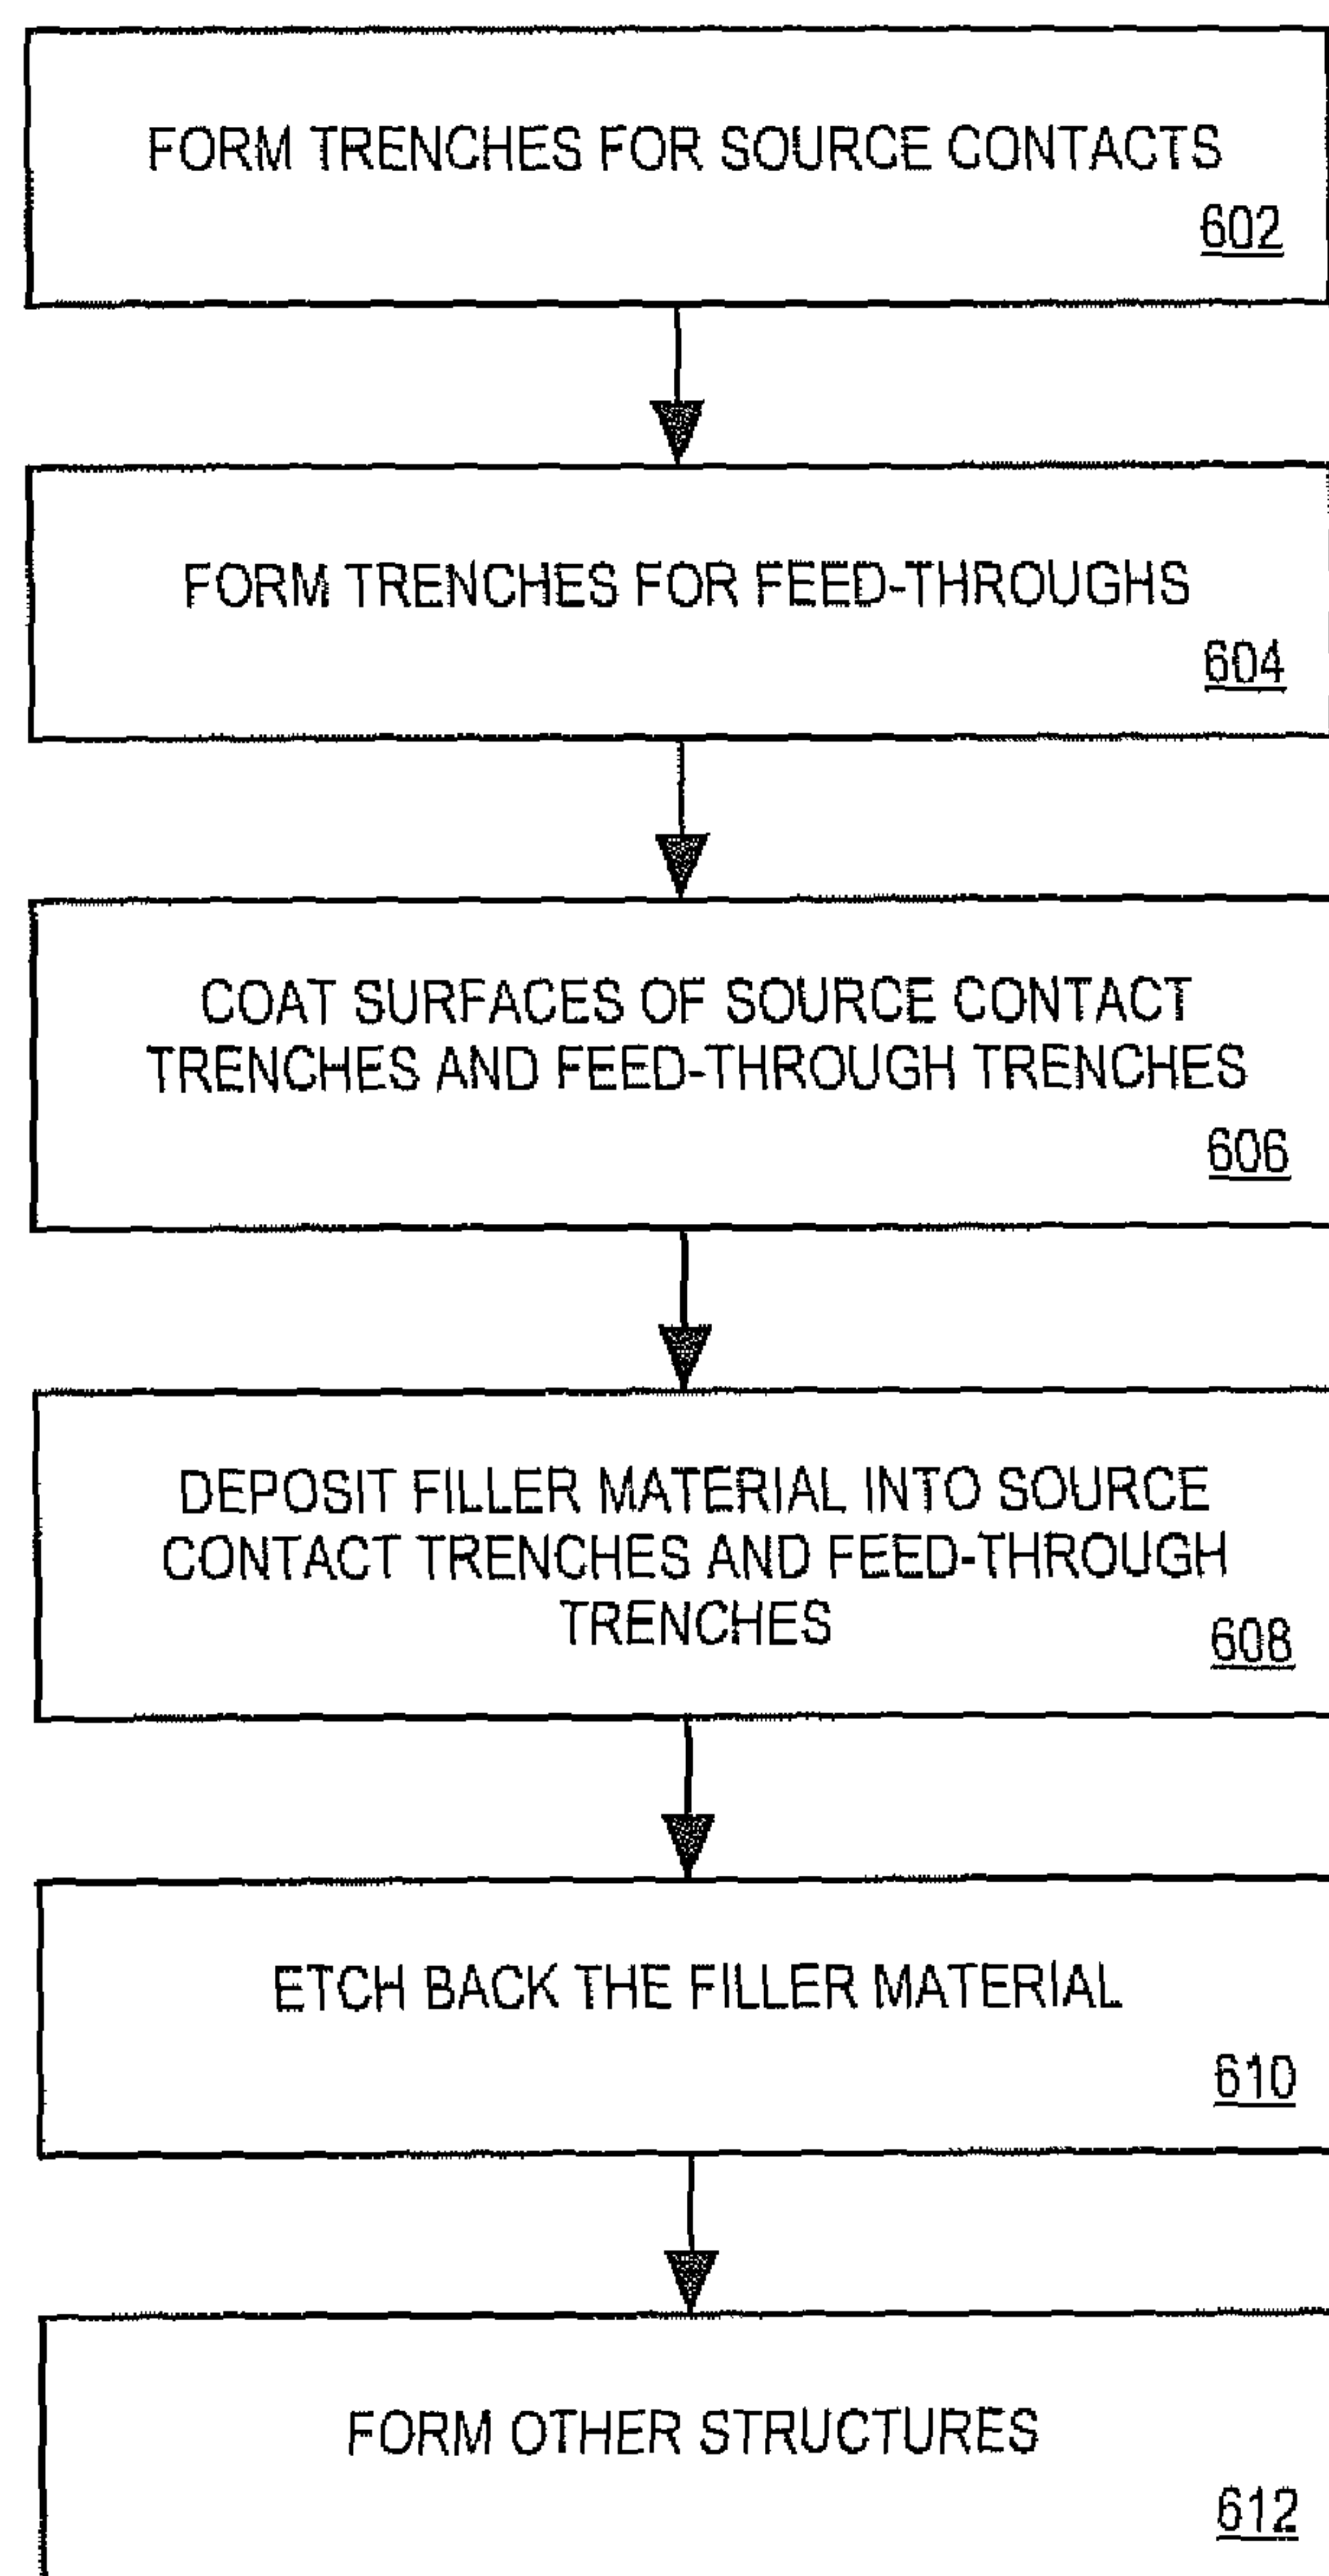 FORM TRENCHES FOR SOURCE CONTACTS
602
FORM TRENCHES FOR FEED-THROUGHS
604
COAT SURFACES OF SOURCE CONTACT
TRENCHES AND FEED-THROUGH TRENCHES
606
DEPOSIT FILLER MATERIAL INTO SOURCE
CONTACT TRENCHES AND FEED-THROUGH
TRENCHES
608
ETCH BACK THE FILLER MATERIAL
610
FORM OTHER STRUCTURES
612